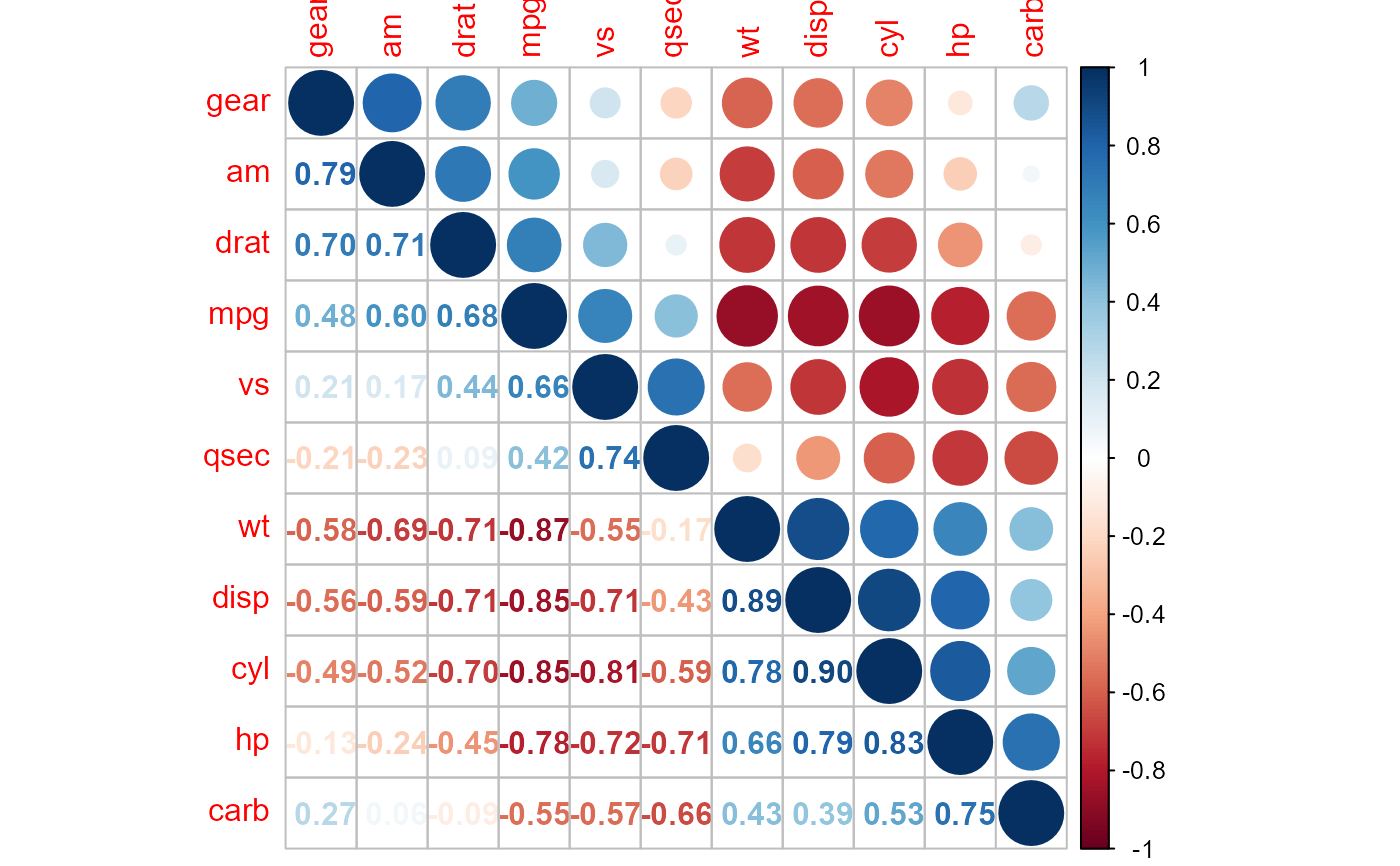 gear am drat mpg vs qsec wt disp cyl hp carb
gear 1
am 0.79 0.8
drat 0.70 0.71 0.6
mpg 0.48 0.60 0.68 0.4
vs 0.21 0.17 0.44 0.66 0.2
qsec -0.21 -0.23 0.09 0.42 0.74 0
wt -0.58 -0.69 -0.71 -0.87 -0.55 -0.17 -0.2
disp -0.56 -0.59 -0.71 -0.85 -0.71 -0.43 0.89 -0.4
cyl -0.49 -0.52 -0.70 -0.85 -0.81 -0.59 0.78 0.90 -0.6
hp -0.13 -0.24 -0.45 -0.78 -0.72 -0.71 0.66 0.79 0.83 -0.8
carb 0.27 0.06 -0.09 -0.55 -0.57 -0.66 0.43 0.39 0.53 0.75 -1